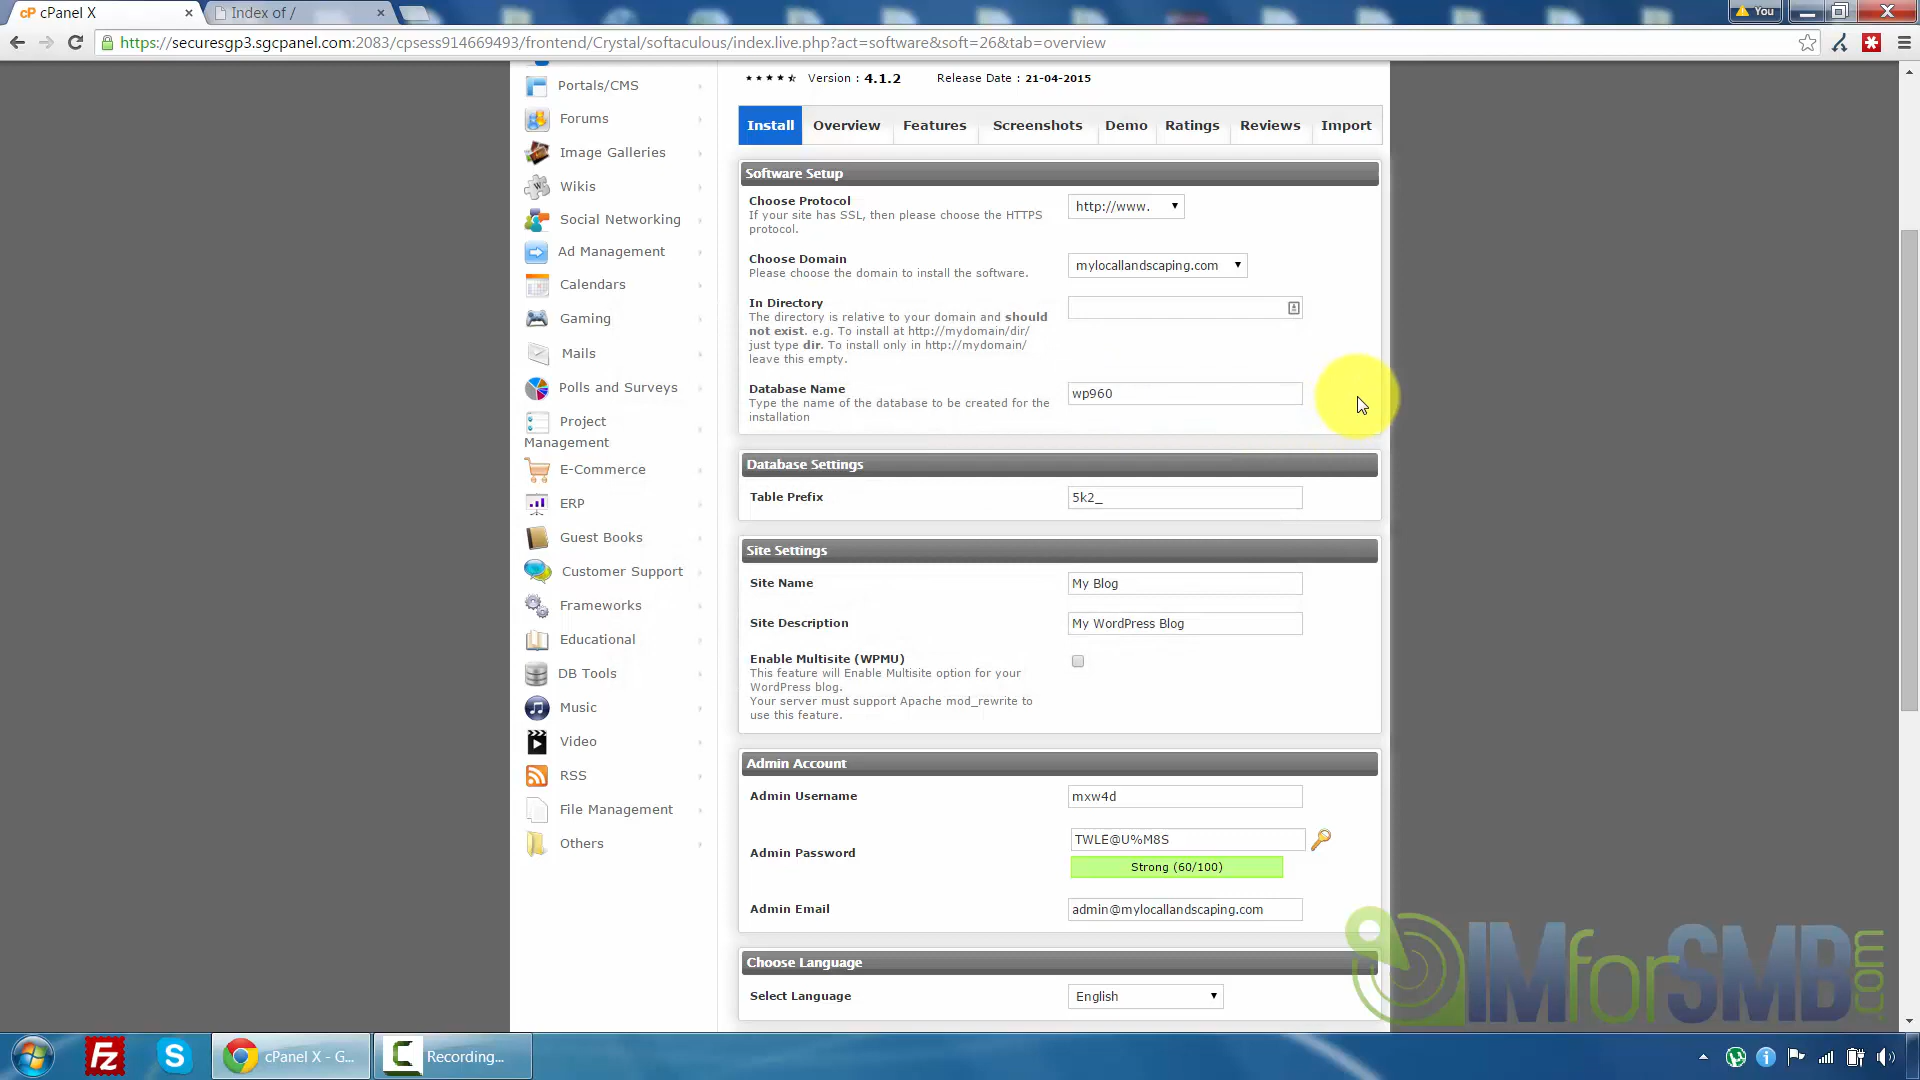 cPanel X
Index of /
You
https://securesgp3.sgcpanel.com:2083/cpsess914669493/frontend/Crystal/softaculous/index.live.php?act=software&soft=26&tab=overview
Portals/CMS
Forums
Image Galleries
Wikis
Social Networking
Ad Management
Calendars
Gaming
Mails
Polls and Surveys
Project
Management
E-Commerce
ERP
Guest Books
Customer Support
Frameworks
Educational
DB Tools
Music
Video
RSS
File Management
Others
Version : 4.1.2 Release Date : 21-04-2015
Install Overview Features Screenshots Demo Ratings Reviews Import
Software Setup
Choose Protocol
If your site has SSL, then please choose the HTTPS
protocol.
http://www.
Choose Domain
Please choose the domain to install the software.
mylocallandscaping.com
In Directory
The directory is relative to your domain and should
not exist. e.g. To install at http://mydomain/dir/
just type dir. To install only in http://mydomain/
leave this empty.
Database Name
Type the name of the database to be created for the
installation
wp960
Database Settings
Table Prefix
5k2_
Site Settings
Site Name
My Blog
Site Description
My WordPress Blog
Enable Multisite (WPMU)
This feature will Enable Multisite option for your
WordPress blog.
Your server must support Apache mod_rewrite to
use this feature.
Admin Account
Admin Username
mxw4d
Admin Password
TWLE@U%M8S
Strong (60/100)
Admin Email
admin@mylocallandscaping.com
Choose Language
Select Language
English
IMforSMB.com
cPanel X - G...
Recording...